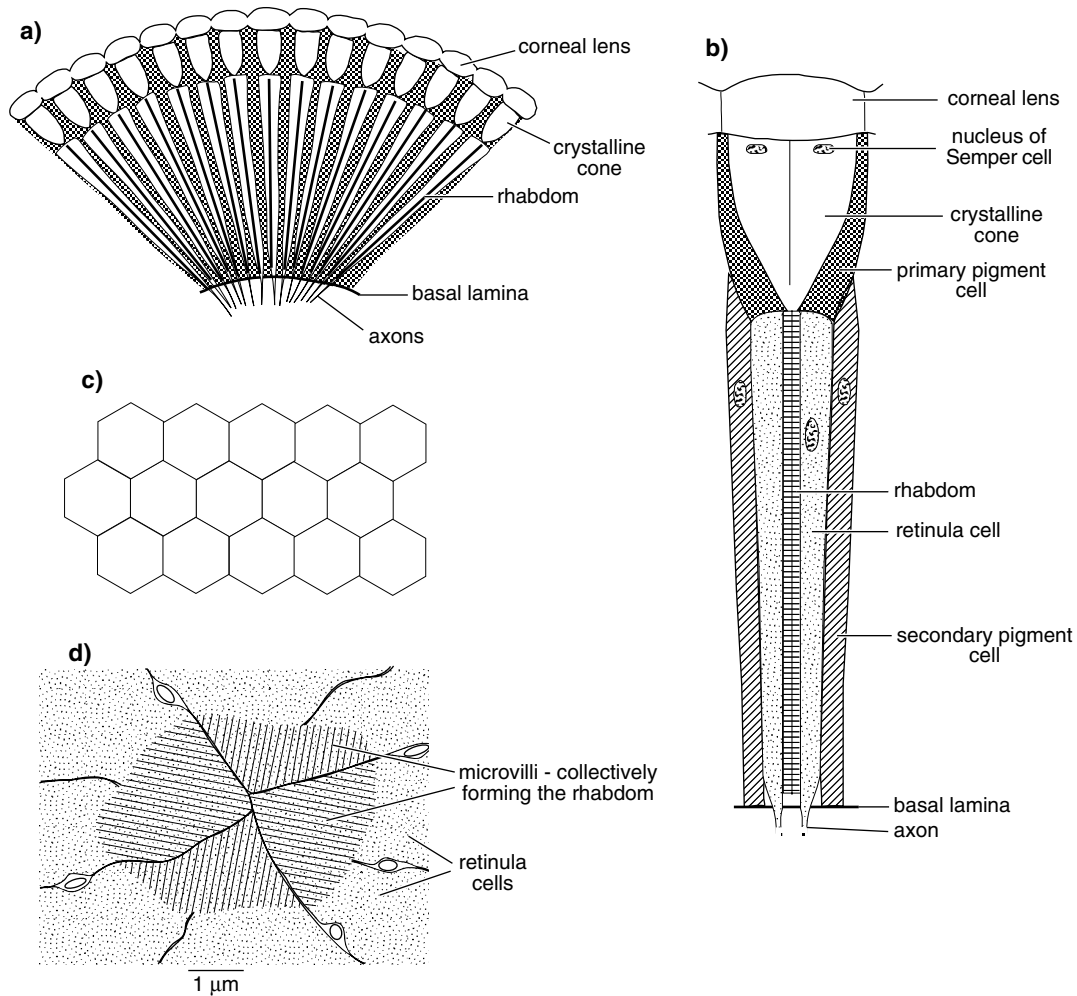 a)
corneal lens
crystalline
cone
rhabdom
basal lamina
axons
b)
corneal lens
nucleus of
Semper cell
crystalline
cone
primary pigment
cell
rhabdom
retinula cell
secondary pigment
cell
basal lamina
axon
c)
d)
microvilli - collectively
forming the rhabdom
retinula
cells
1 μm